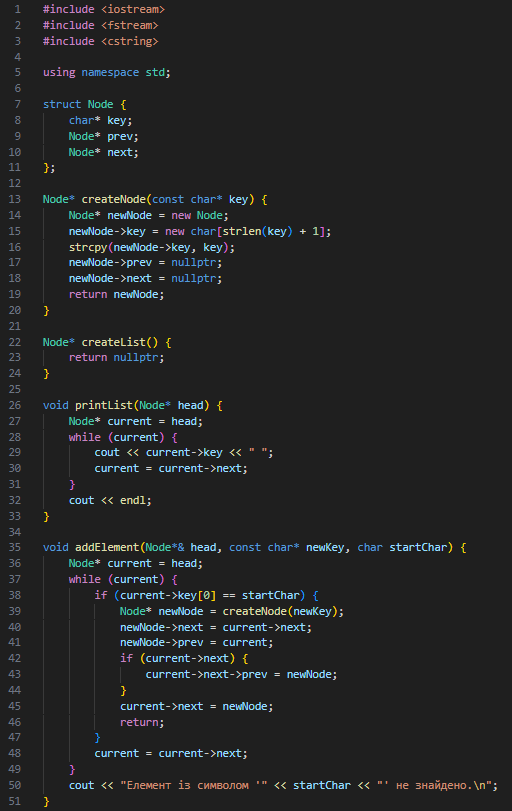 1 #include <iostream>
2 #include <fstream>
3 #include <cstring>
4
5 using namespace std;
6
7 struct Node {
8     char* key;
9     Node* prev;
10     Node* next;
11 };
12
13 Node* createNode(const char* key) {
14     Node* newNode = new Node;
15     newNode->key = new char[strlen(key) + 1];
16     strcpy(newNode->key, key);
17     newNode->prev = nullptr;
18     newNode->next = nullptr;
19     return newNode;
20 }
21
22 Node* createList() {
23     return nullptr;
24 }
25
26 void printList(Node* head) {
27     Node* current = head;
28     while (current) {
29         cout << current->key << " ";
30         current = current->next;
31     }
32     cout << endl;
33 }
34
35 void addElement(Node*& head, const char* newKey, char startChar) {
36     Node* current = head;
37     while (current) {
38         if (current->key[0] == startChar) {
39             Node* newNode = createNode(newKey);
40             newNode->next = current->next;
41             newNode->prev = current;
42             if (current->next) {
43                 current->next->prev = newNode;
44             }
45             current->next = newNode;
46             return;
47         }
48         current = current->next;
49     }
50     cout << "Елемент із символом '" << startChar << "' не знайдено.\n";
51 }